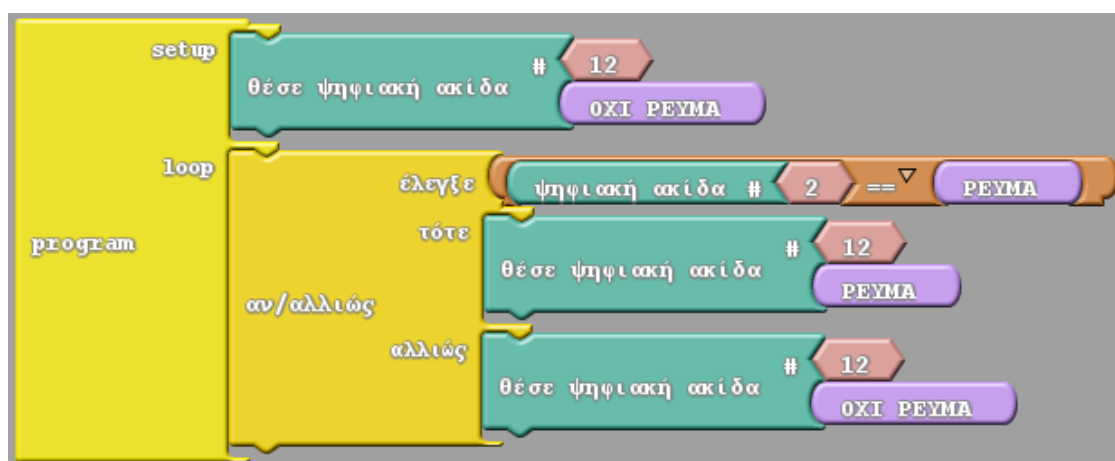 setup
θέσε ψηφιακή ακίδα # 12
ΟΧΙ ΡΕΥΜΑ
loop
έλεγξε ψηφιακή ακίδα # 2 == ΡΕΥΜΑ
program
αν/αλλιώς
τότε
θέσε ψηφιακή ακίδα # 12
ΡΕΥΜΑ
αλλιώς
θέσε ψηφιακή ακίδα # 12
ΟΧΙ ΡΕΥΜΑ